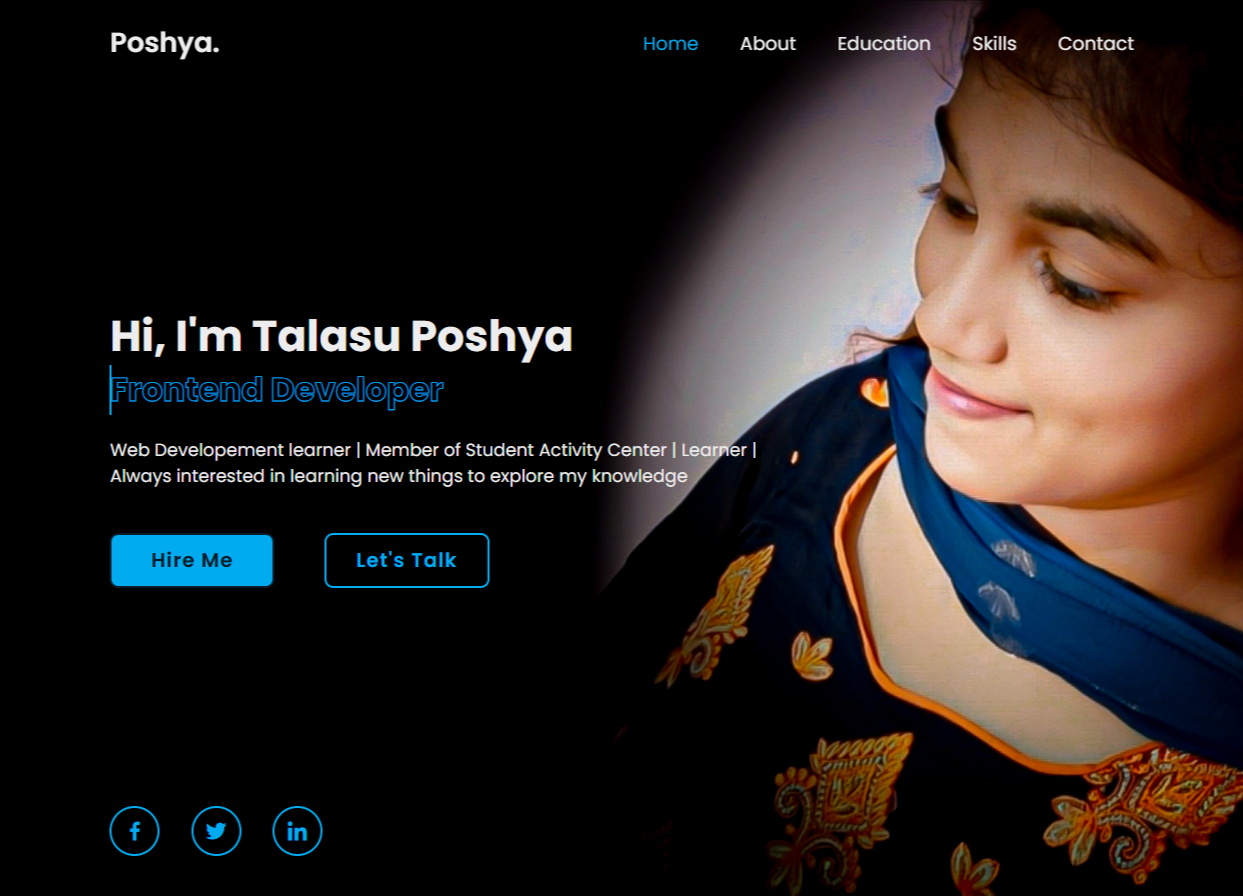 Poshya.
Home About Education Skills Contact
Hi, I'm Talasu Poshya
Frontend Developer
Web Developement learner | Member of Student Activity Center | Learner |
Always interested in learning new things to explore my knowledge
Hire Me Let's Talk